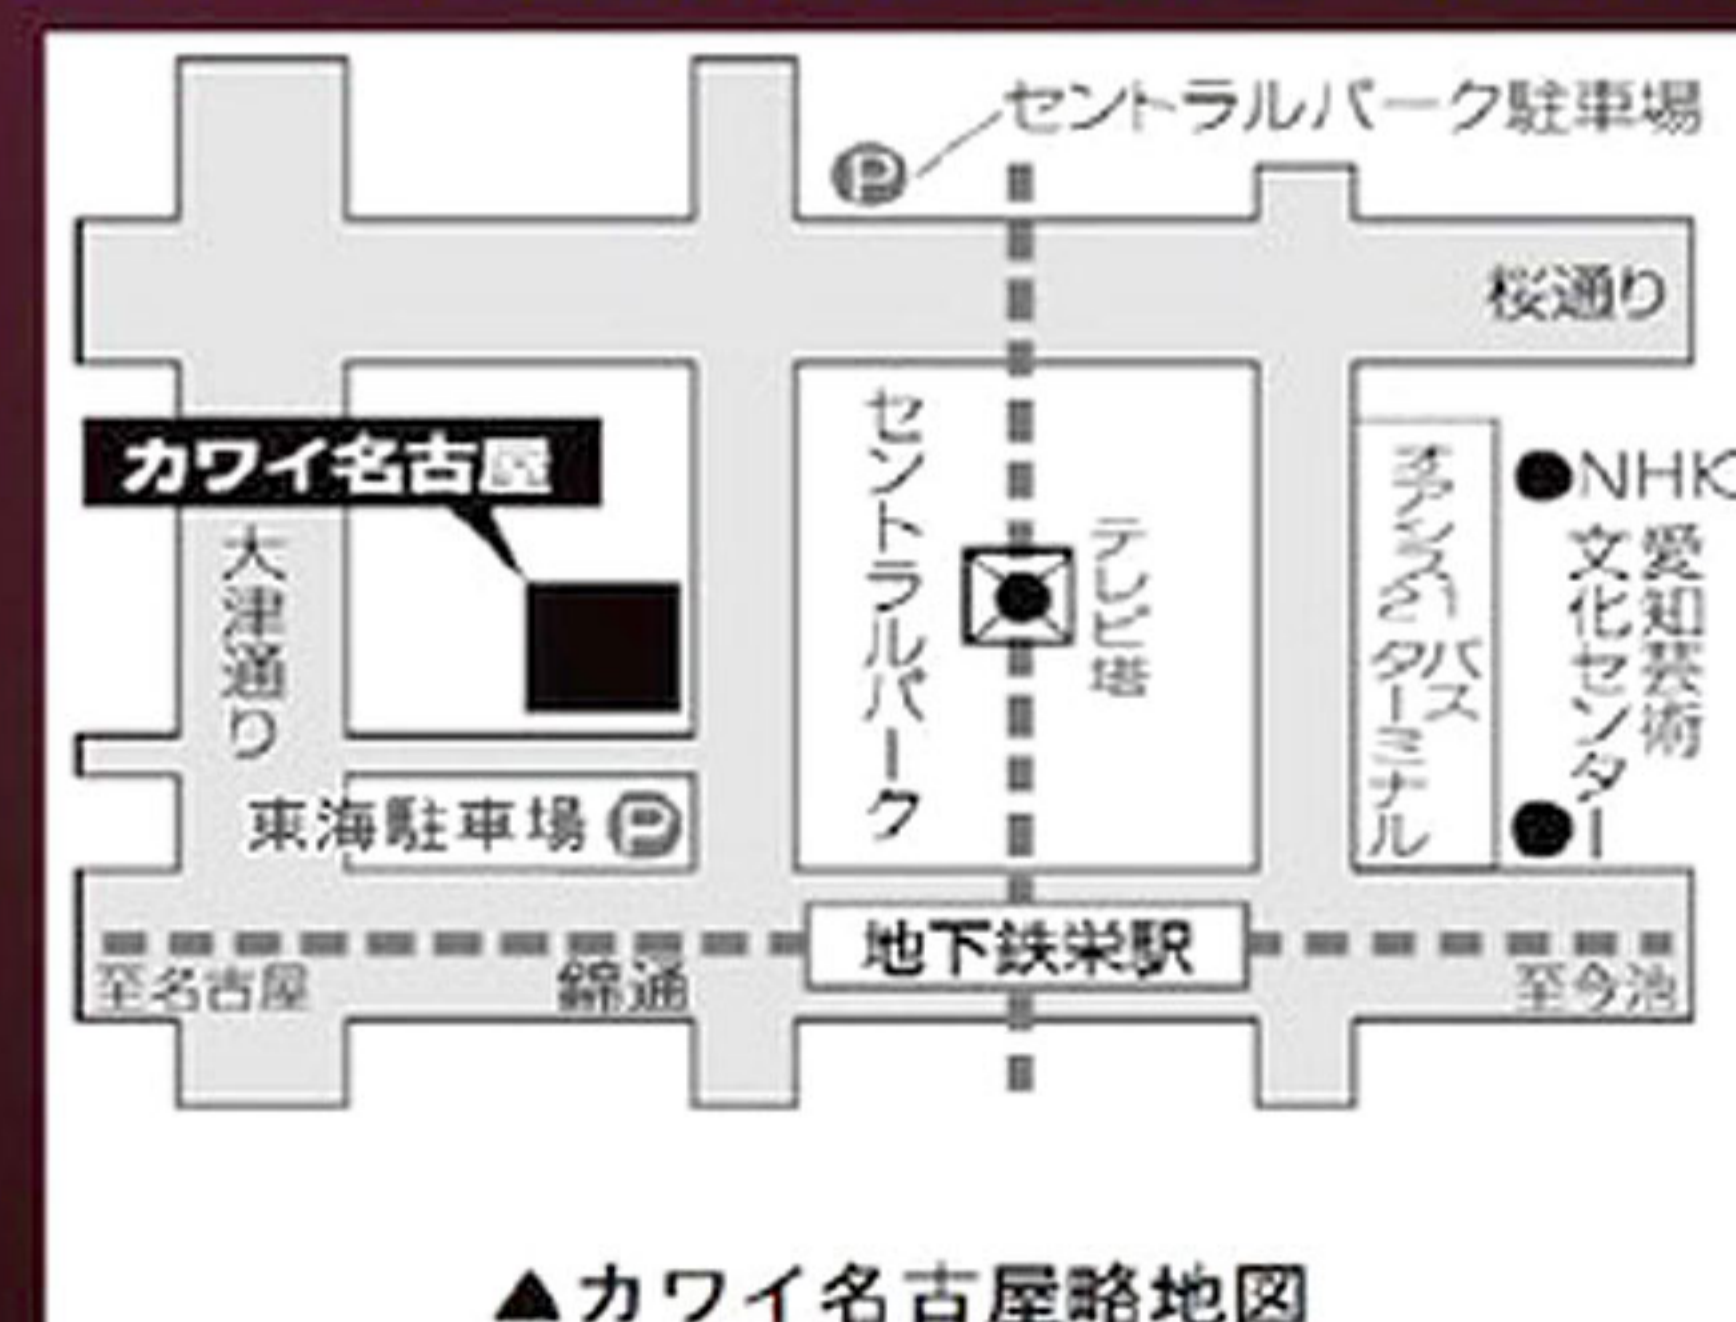 セントラルパーク駐車場
桜通り
カワイ名古屋
大津通り
セントラルパーク
テレビ塔
オアシス21
バス
ターミナル
NHK
愛知芸術
文化センター
東海駐車場
地下鉄栄駅
至名古屋
錦通
至今池
▲カワイ名古屋略地図